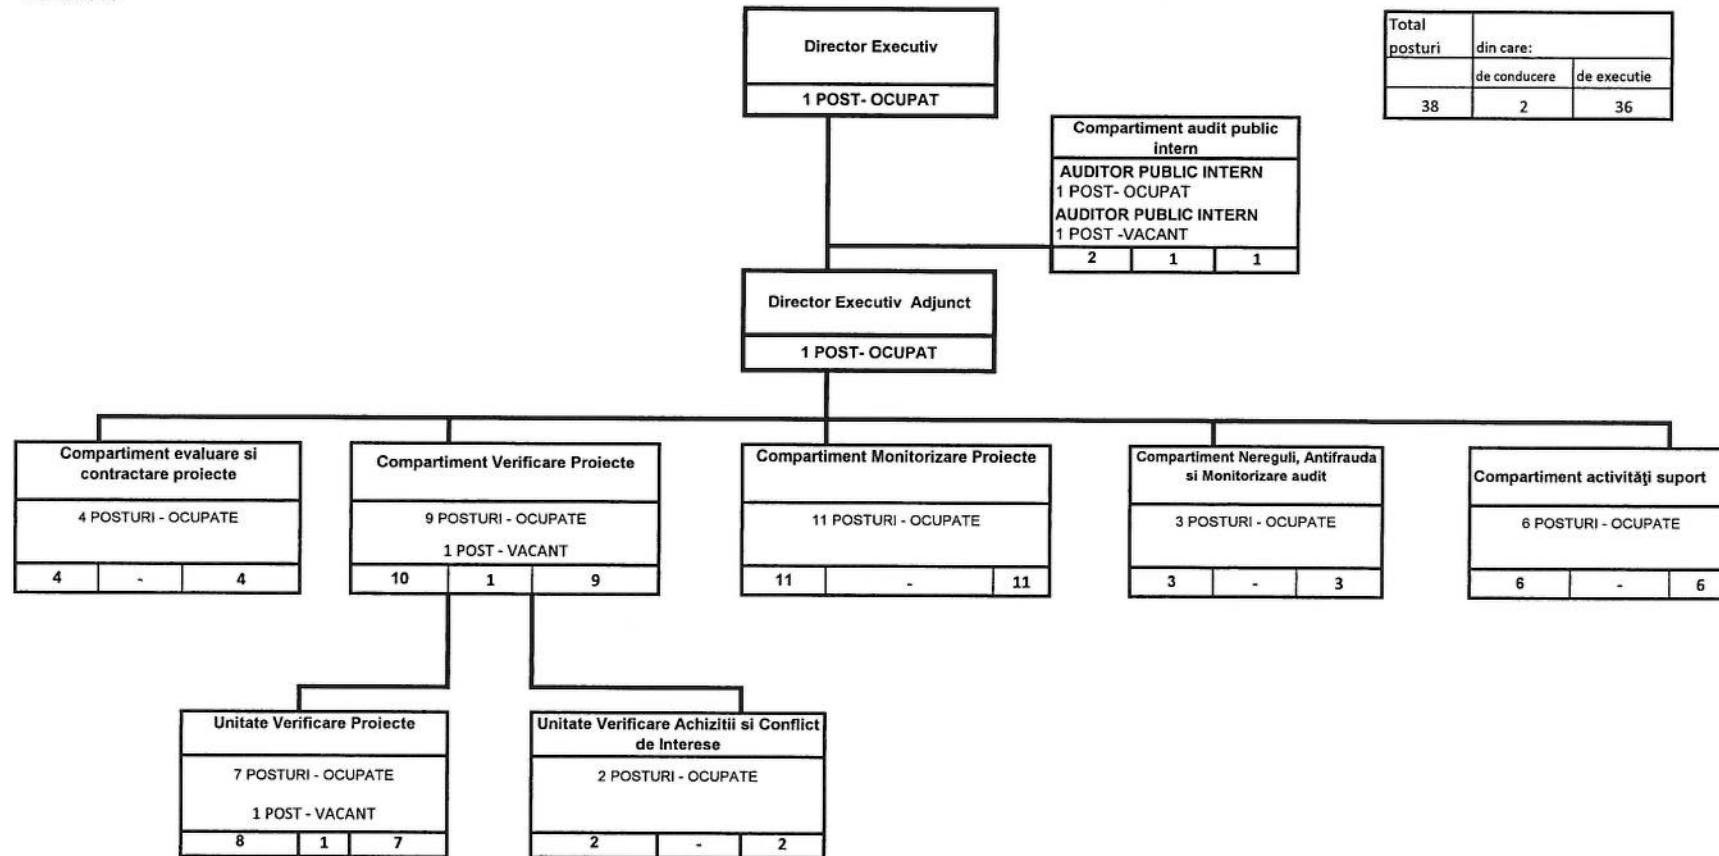 Director Executiv
1 POST- OCUPAT
Total
posturi din care:
de conducere de executie
38 2 36
Compartiment audit public
intern
AUDITOR PUBLIC INTERN
1 POST- OCUPAT
AUDITOR PUBLIC INTERN
1 POST -VACANT
2 1 1
Director Executiv Adjunct
1 POST- OCUPAT
Compartiment evaluare si
contractare proiecte
4 POSTURI - OCUPATE
4 - 4
Compartiment Verificare Proiecte
9 POSTURI - OCUPATE
1 POST - VACANT
10 1 9
Compartiment Monitorizare Proiecte
11 POSTURI - OCUPATE
11 - 11
Compartiment Nereguli, Antifrauda
si Monitorizare audit
3 POSTURI - OCUPATE
3 - 3
Compartiment activităţi suport
6 POSTURI - OCUPATE
6 - 6
Unitate Verificare Proiecte
7 POSTURI - OCUPATE
1 POST - VACANT
8 1 7
Unitate Verificare Achizitii si Conflict
de Interese
2 POSTURI - OCUPATE
2 - 2